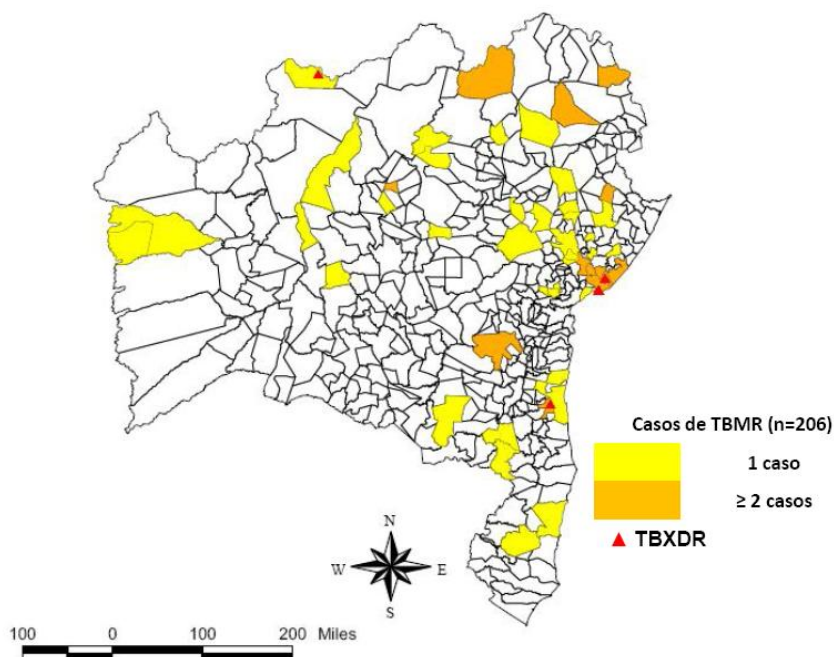 Casos de TBMR (n=206)
1 caso
≥ 2 casos
TBXDR
N
W E
S
100 0 100 200 Miles